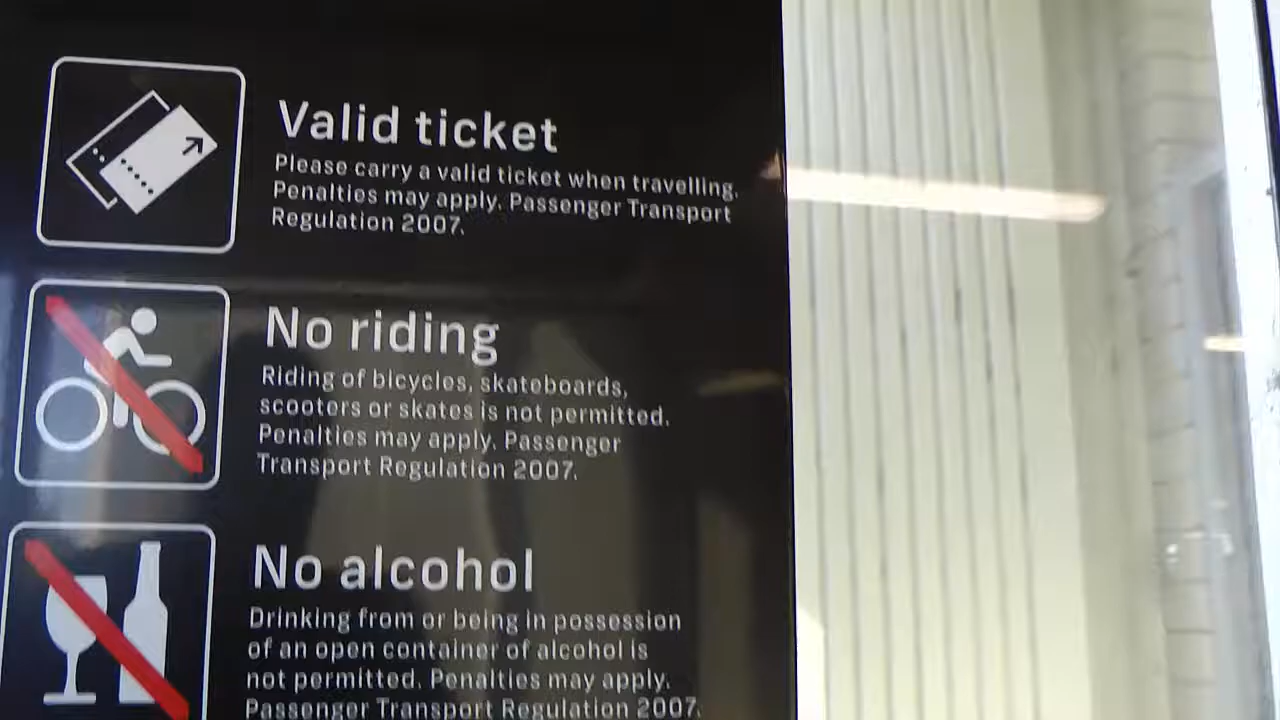 Valid ticket
Please carry a valid ticket when travelling.
Penalties may apply. Passenger Transport
Regulation 2007.
No riding
Riding of bicycles, skateboards,
scooters or skates is not permitted.
Penalties may apply. Passenger
Transport Regulation 2007.
No alcohol
Drinking from or being in possession
of an open container of alcohol is
not permitted. Penalties may apply.
Passenger Transport Regulation 2007.